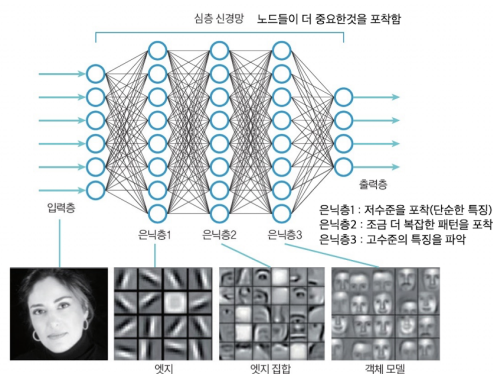 심층 신경망 노드들이 더 중요한것을 포착함
입력층
은닉층1 은닉층2 은닉층3
출력층
은닉층1 : 저수준을 포착(단순한 특징)
은닉층2 : 조금 더 복잡한 패턴을 포착
은닉층3 : 고수준의 특징을 파악
엣지 엣지 집합 객체 모델